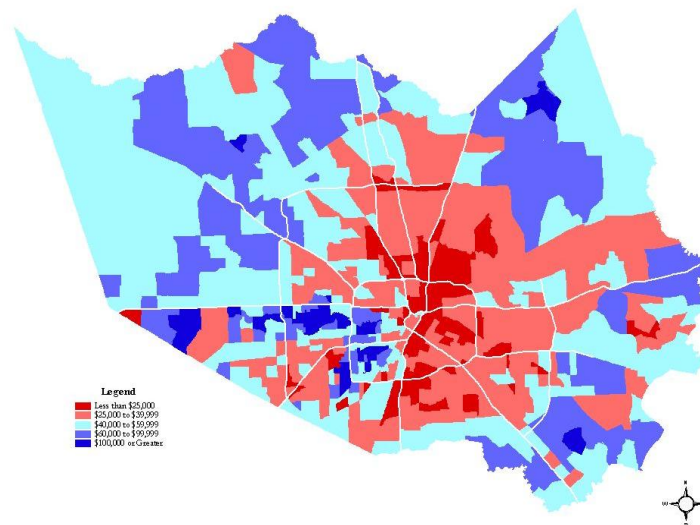 Legend
Less than $25,000
$25,000 to $39,999
$40,000 to $59,999
$60,000 to $99,999
$100,000 or Greater